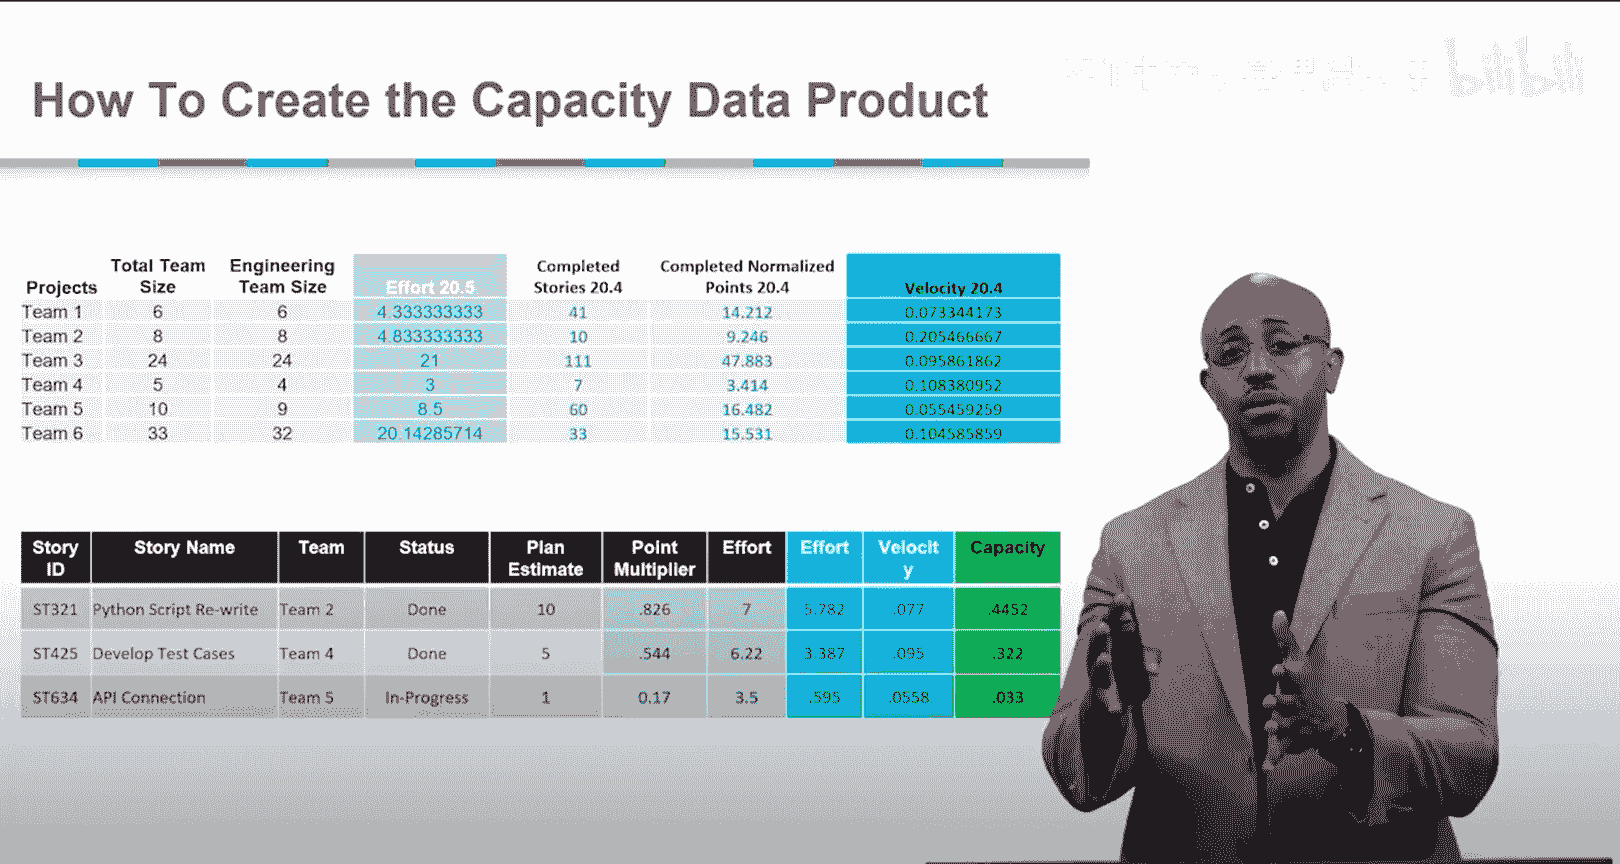 bilibili
How To Create the Capacity Data Product
Projects Total Team Size Engineering Team Size Effort 20.5 Completed Stories 20.4 Completed Normalized Points 20.4 Velocity 20.4
Team 1 6 6 4.333333333 41 14.212 0.073344173
Team 2 8 8 4.833333333 10 9.246 0.205466667
Team 3 24 24 21 111 47.883 0.095861862
Team 4 5 4 3 7 3.414 0.108380952
Team 5 10 9 8.5 60 16.482 0.055459259
Team 6 33 32 20.14285714 33 15.531 0.104585859
Story ID Story Name Team Status Plan Estimate Point Multiplier Effort Effort Velocity Capacity
ST321 Python Script Re-write Team 2 Done 10 .826 7 5.782 .077 .4452
ST425 Develop Test Cases Team 4 Done 5 .544 6.22 3.387 .095 .322
ST634 API Connection Team 5 In-Progress 1 0.17 3.5 .595 .0558 .033